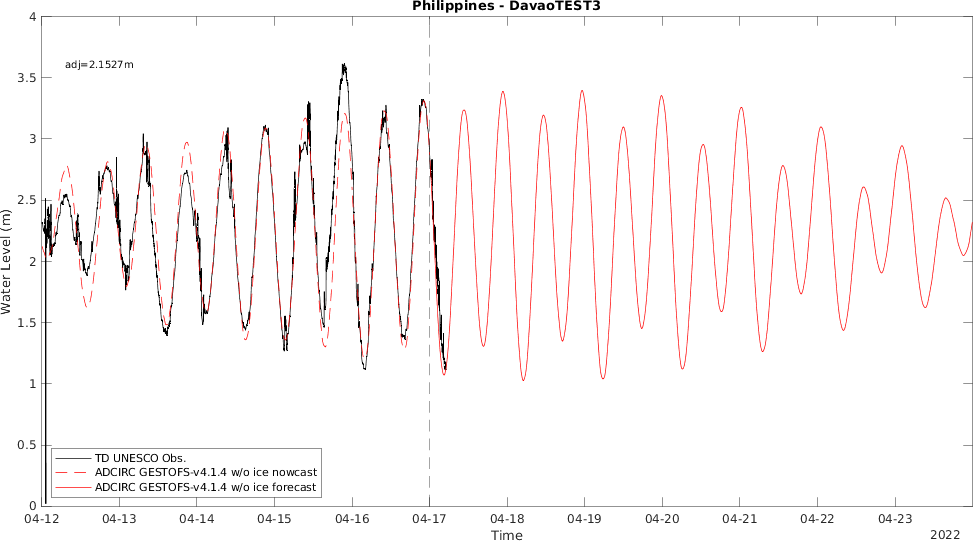 Philippines - DavaoTEST3
adj=2.1527m
4
3.5
3
2.5
2
1.5
1
0.5
0
Water Level (m)
TD UNESCO Obs.
ADCIRC GESTOFS-v4.1.4 w/o ice nowcast
ADCIRC GESTOFS-v4.1.4 w/o ice forecast
04-12 04-13 04-14 04-15 04-16 04-17 04-18 04-19 04-20 04-21 04-22 04-23
Time
2022